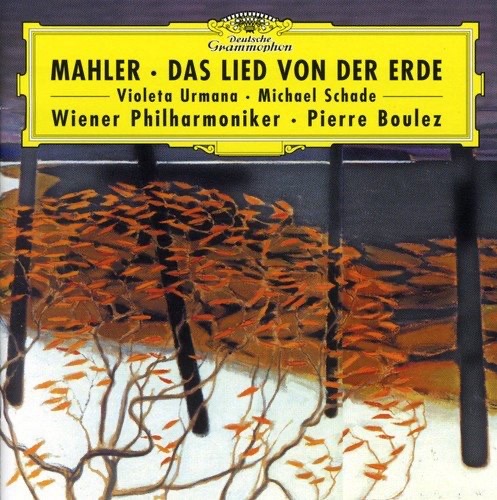 Deutsche
Grammophon
MAHLER · DAS LIED VON DER ERDE
Violeta Urmana · Michael Schade
Wiener Philharmoniker · Pierre Boulez